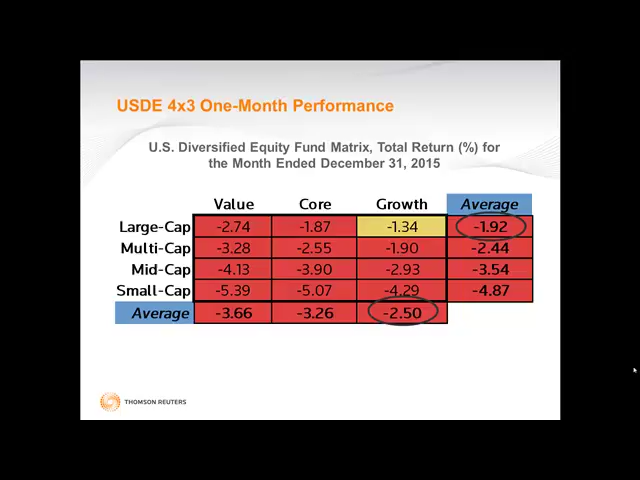 USDE 4x3 One-Month Performance
U.S. Diversified Equity Fund Matrix, Total Return (%) for
the Month Ended December 31, 2015
Value Core Growth Average
Large-Cap -2.74 -1.87 -1.34 -1.92
Multi-Cap -3.28 -2.55 -1.90 -2.44
Mid-Cap -4.13 -3.90 -2.93 -3.54
Small-Cap -5.39 -5.07 -4.29 -4.87
Average -3.66 -3.26 -2.50
THOMSON REUTERS